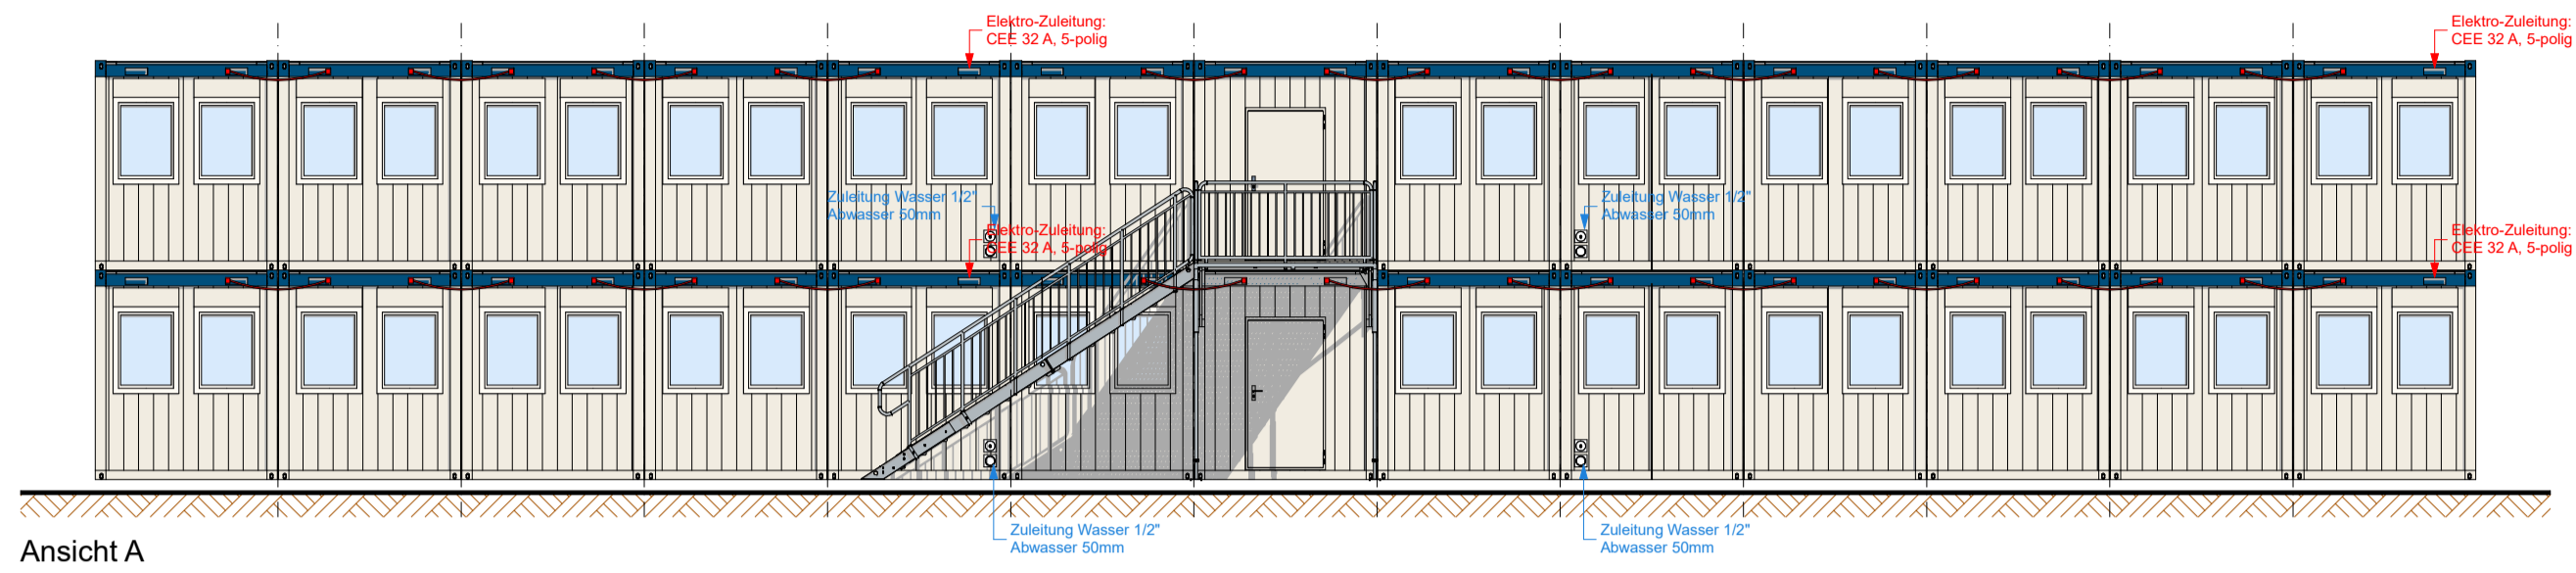 Elektro-Zuleitung:
CEE 32 A, 5-polig
Elektro-Zuleitung:
CEE 32 A, 5-polig
Zuleitung Wasser 1/2"
Abwasser 50mm
Zuleitung Wasser 1/2"
Abwasser 50mm
Elektro-Zuleitung:
CEE 32 A, 5-polig
Elektro-Zuleitung:
CEE 32 A, 5-polig
Zuleitung Wasser 1/2"
Abwasser 50mm
Zuleitung Wasser 1/2"
Abwasser 50mm
Ansicht A